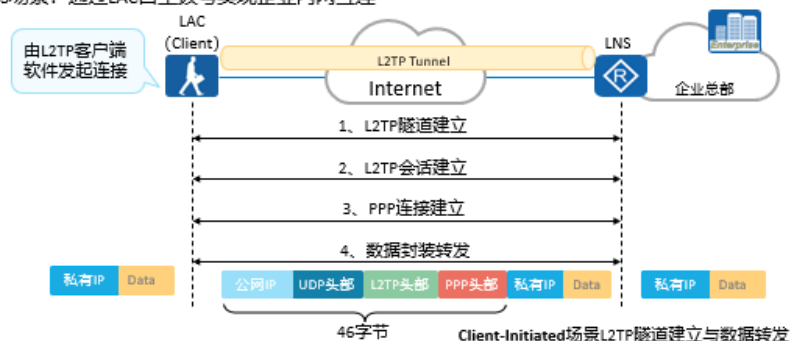 LAC
(Client)
LNS
由L2TP客户端
软件发起连接
L2TP Tunnel
Internet
Enterprise
企业总部
1、L2TP隧道建立
2、L2TP会话建立
3、PPP连接建立
4、数据封装转发
私有IP Data
公网IP UDP头部 L2TP头部 PPP头部 私有IP Data
私有IP Data
46字节
Client-Initiated场景L2TP隧道建立与数据转发